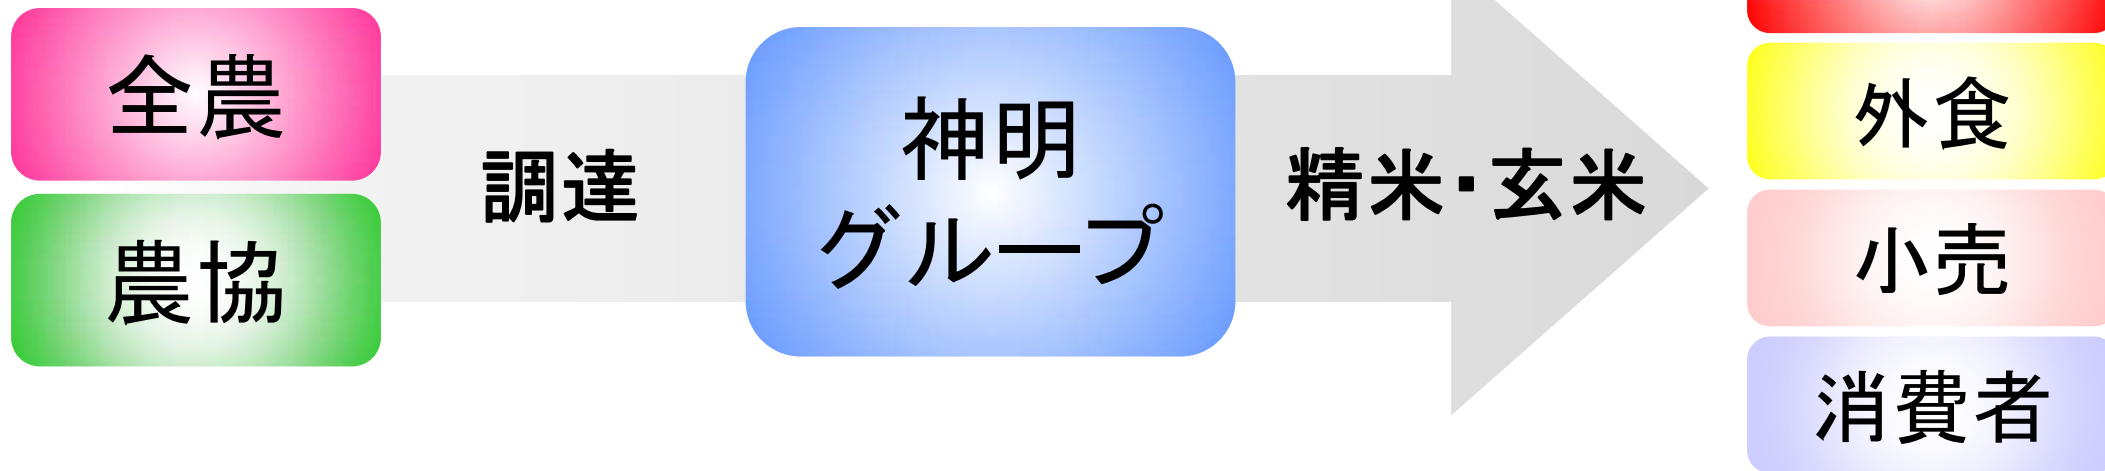 全農
農協
調達
神明
グループ
精米・玄米
外食
小売
消費者